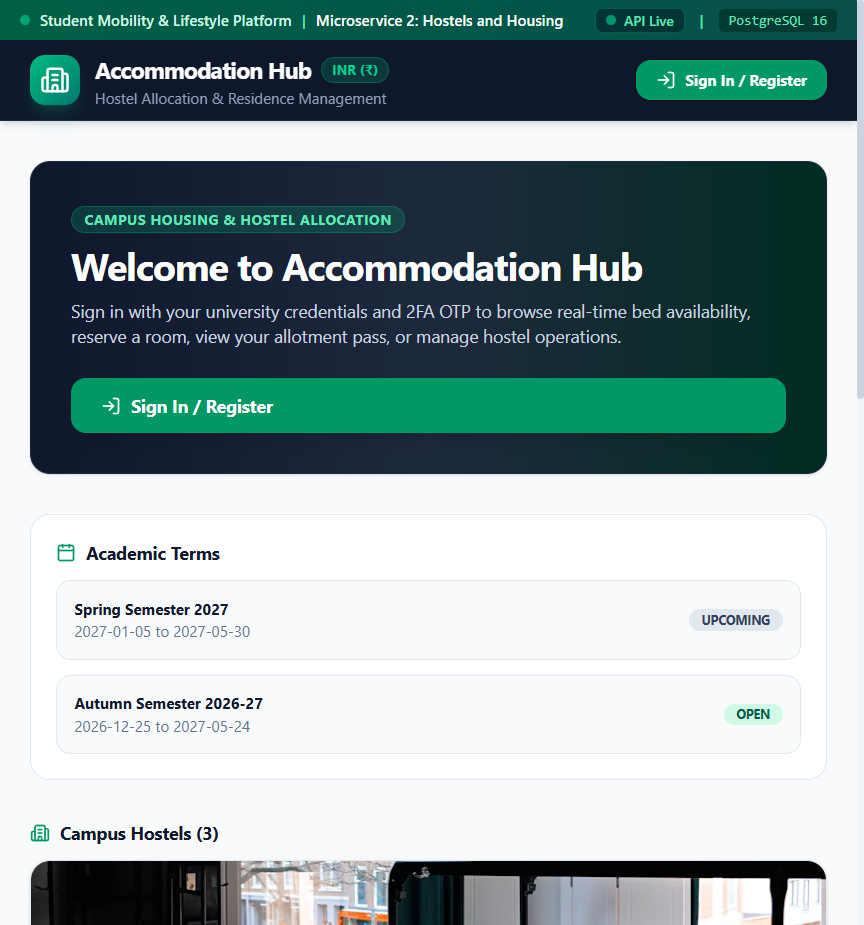 Student Mobility & Lifestyle Platform | Microservice 2: Hostels and Housing API Live | PostgreSQL 16
Accommodation Hub INR (₹)
Hostel Allocation & Residence Management
Sign In / Register
CAMPUS HOUSING & HOSTEL ALLOCATION
Welcome to Accommodation Hub
Sign in with your university credentials and 2FA OTP to browse real-time bed availability,
reserve a room, view your allotment pass, or manage hostel operations.
Sign In / Register
Academic Terms
Spring Semester 2027
2027-01-05 to 2027-05-30
UPCOMING
Autumn Semester 2026-27
2026-12-25 to 2027-05-24
OPEN
Campus Hostels (3)